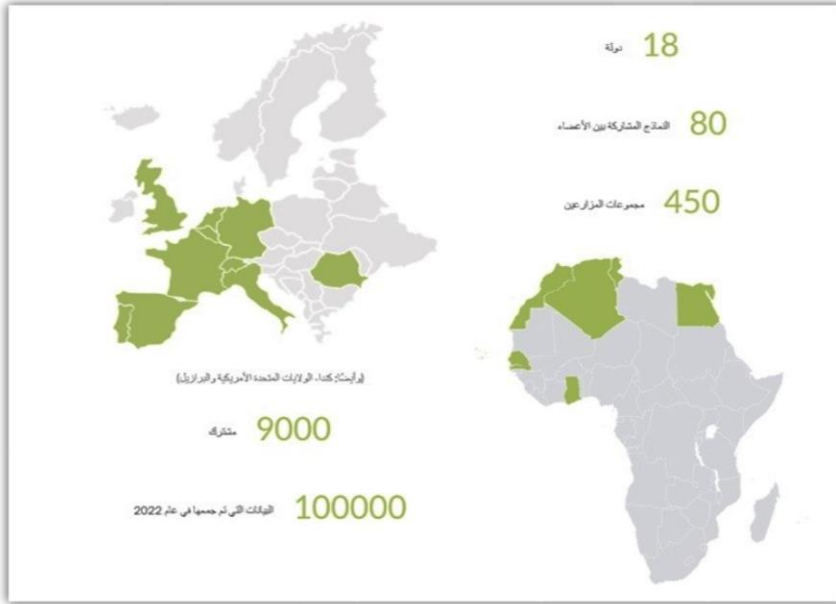 18 دولة
80 النماذج المشاركة بين الأعضاء
450 مجموعات المزارعين
(وأيضًا: كندا، الولايات المتحدة الأمريكية والبرازيل)
9000 مشترك
100000 البيانات التي تم جمعها في عام 2022